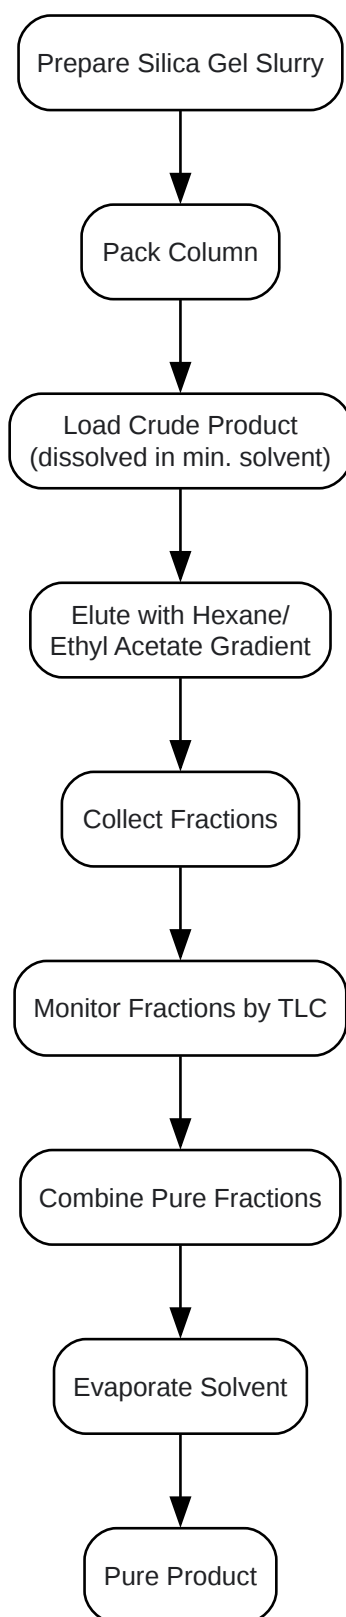 Prepare Silica Gel Slurry
Pack Column
Load Crude Product
(dissolved in min. solvent)
Elute with Hexane/
Ethyl Acetate Gradient
Collect Fractions
Monitor Fractions by TLC
Combine Pure Fractions
Evaporate Solvent
Pure Product